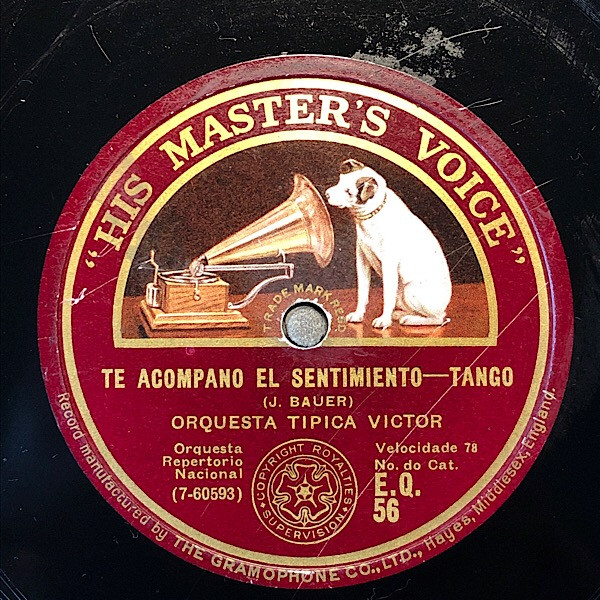 "HIS MASTER'S VOICE"
TRADE MARK REGD
TE ACOMPANO EL SENTIMIENTO—TANGO
(J. BAUER)
ORQUESTA TIPICA VICTOR
Orquesta
Repertorio
Nacional
(7-60593)
COPYRIGHT ROYALTIES
SUPERVISION
Velocidade 78
No. do Cat.
E.Q.
56
Record manufactured by THE GRAMOPHONE CO., LTD., Hayes, Middlesex, England.